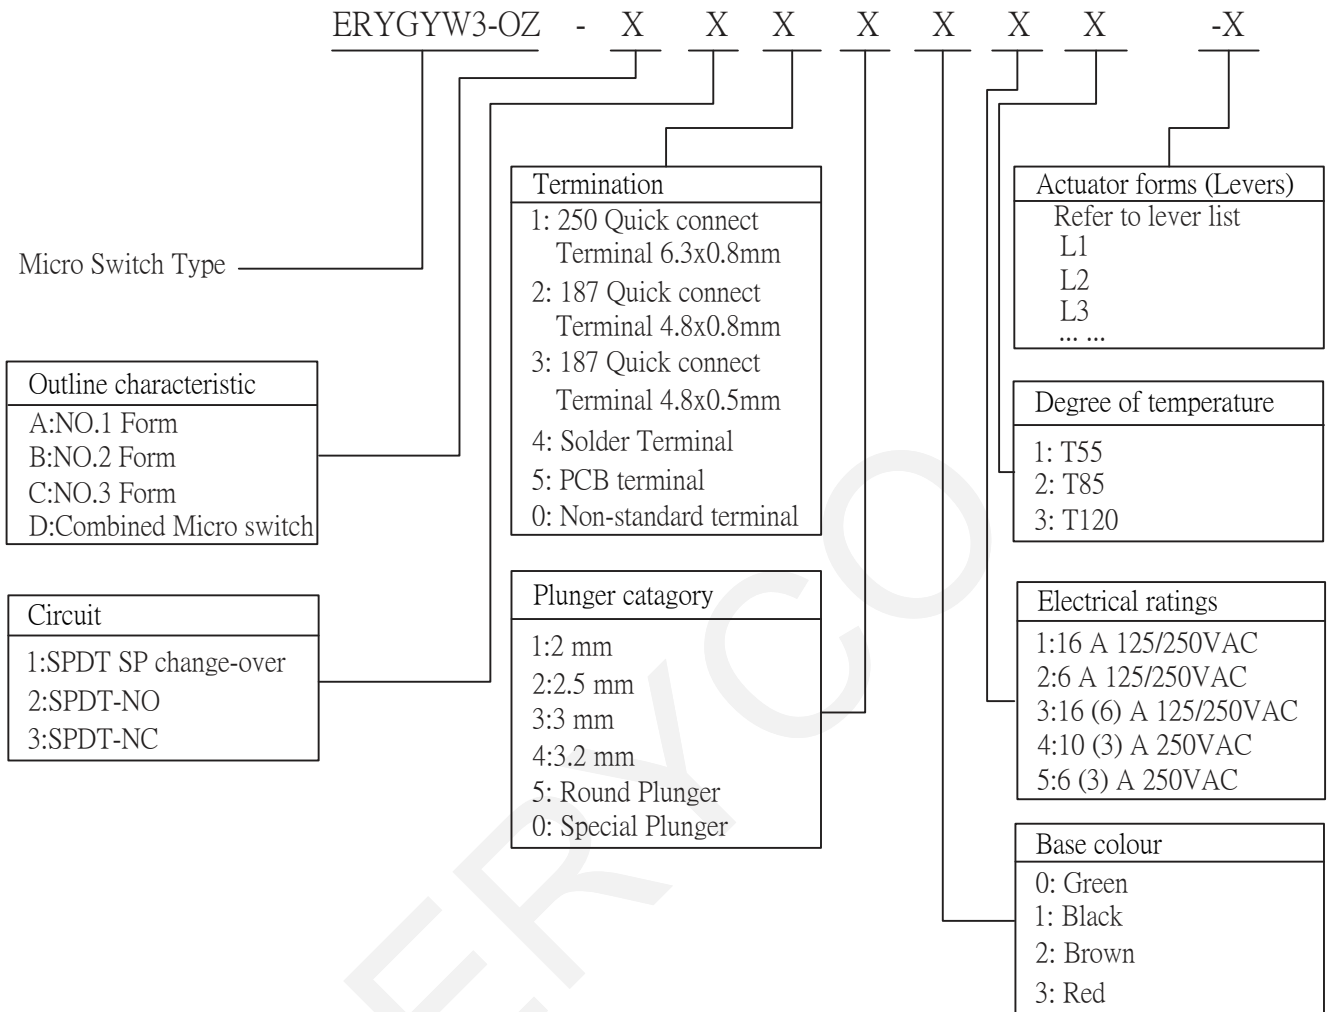 ERYGYW3-OZ - X X X X X X X -X
Micro Switch Type
Outline characteristic
A:NO.1 Form
B:NO.2 Form
C:NO.3 Form
D:Combined Micro switch
Circuit
1:SPDT SP change-over
2:SPDT-NO
3:SPDT-NC
Termination
1: 250 Quick connect
Terminal 6.3x0.8mm
2: 187 Quick connect
Terminal 4.8x0.8mm
3: 187 Quick connect
Terminal 4.8x0.5mm
4: Solder Terminal
5: PCB terminal
0: Non-standard terminal
Plunger catagory
1:2 mm
2:2.5 mm
3:3 mm
4:3.2 mm
5: Round Plunger
0: Special Plunger
Actuator forms (Levers)
Refer to lever list
L1
L2
L3
... ...
Degree of temperature
1: T55
2: T85
3: T120
Electrical ratings
1:16 A 125/250VAC
2:6 A 125/250VAC
3:16 (6) A 125/250VAC
4:10 (3) A 250VAC
5:6 (3) A 250VAC
Base colour
0: Green
1: Black
2: Brown
3: Red
ERYCO